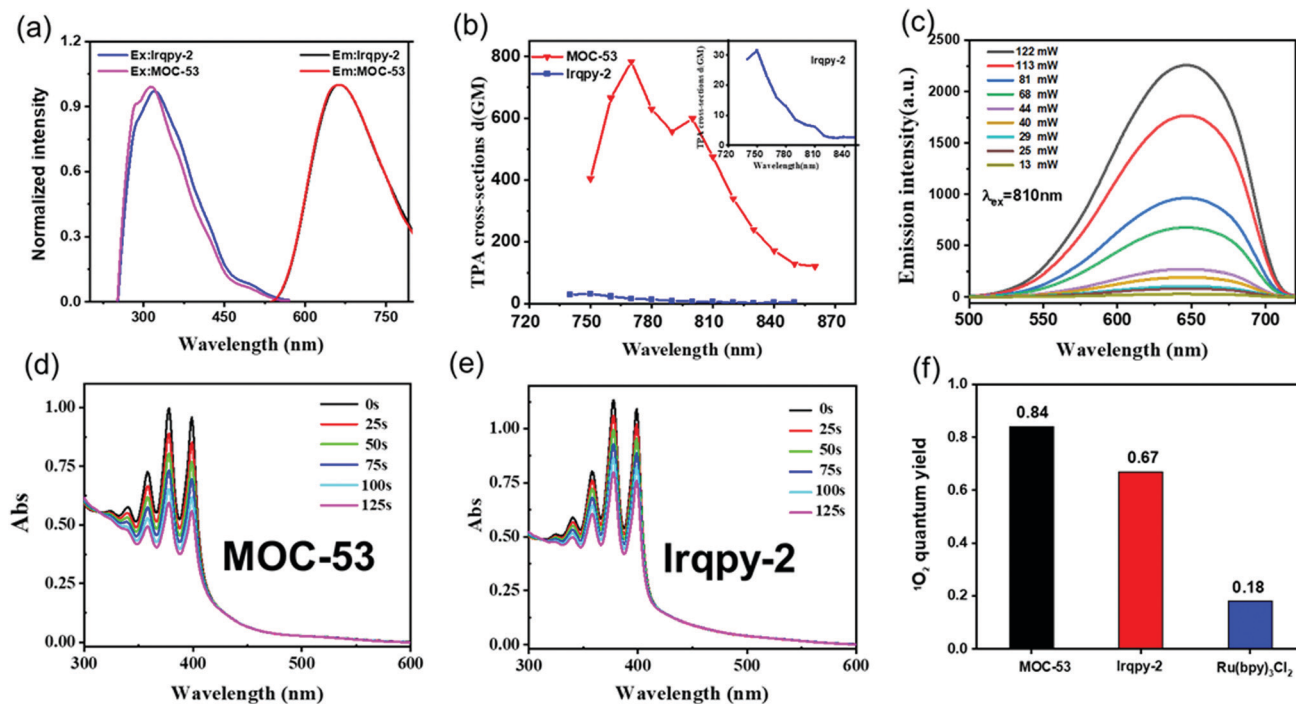 (a)
Ex:Irqpy-2
Em:Irqpy-2
Ex:MOC-53
Em:MOC-53
1.2
0.9
0.6
0.3
0.0
Normalized intensity
300
450
600
750
Wavelength (nm)
(b)
MOC-53
Irqpy-2
800
600
400
200
0
TPA cross-sections d(GM)
720
750
780
810
840
870
Wavelength (nm)
Irqpy-2
30
20
10
0
TPA cross-sections d(GM)
720
750
780
810
840
Wavelength(nm)
(c)
122 mW
113 mW
81 mW
68 mW
44 mW
40 mW
29 mW
25 mW
13 mW
λex=810nm
2500
2000
1500
1000
500
0
Emission intensity(a.u.)
500
550
600
650
700
Wavelength (nm)
(d)
0s
25s
50s
75s
100s
125s
MOC-53
1.00
0.75
0.50
0.25
0.00
Abs
300
400
500
600
Wavelength (nm)
(e)
0s
25s
50s
75s
100s
125s
Irqpy-2
1.00
0.75
0.50
0.25
0.00
Abs
300
400
500
600
Wavelength (nm)
(f)
1.0
0.8
0.6
0.4
0.2
0.0
¹O₂ quantum yield
0.84
0.67
0.18
MOC-53
Irqpy-2
Ru(bpy)₃Cl₂